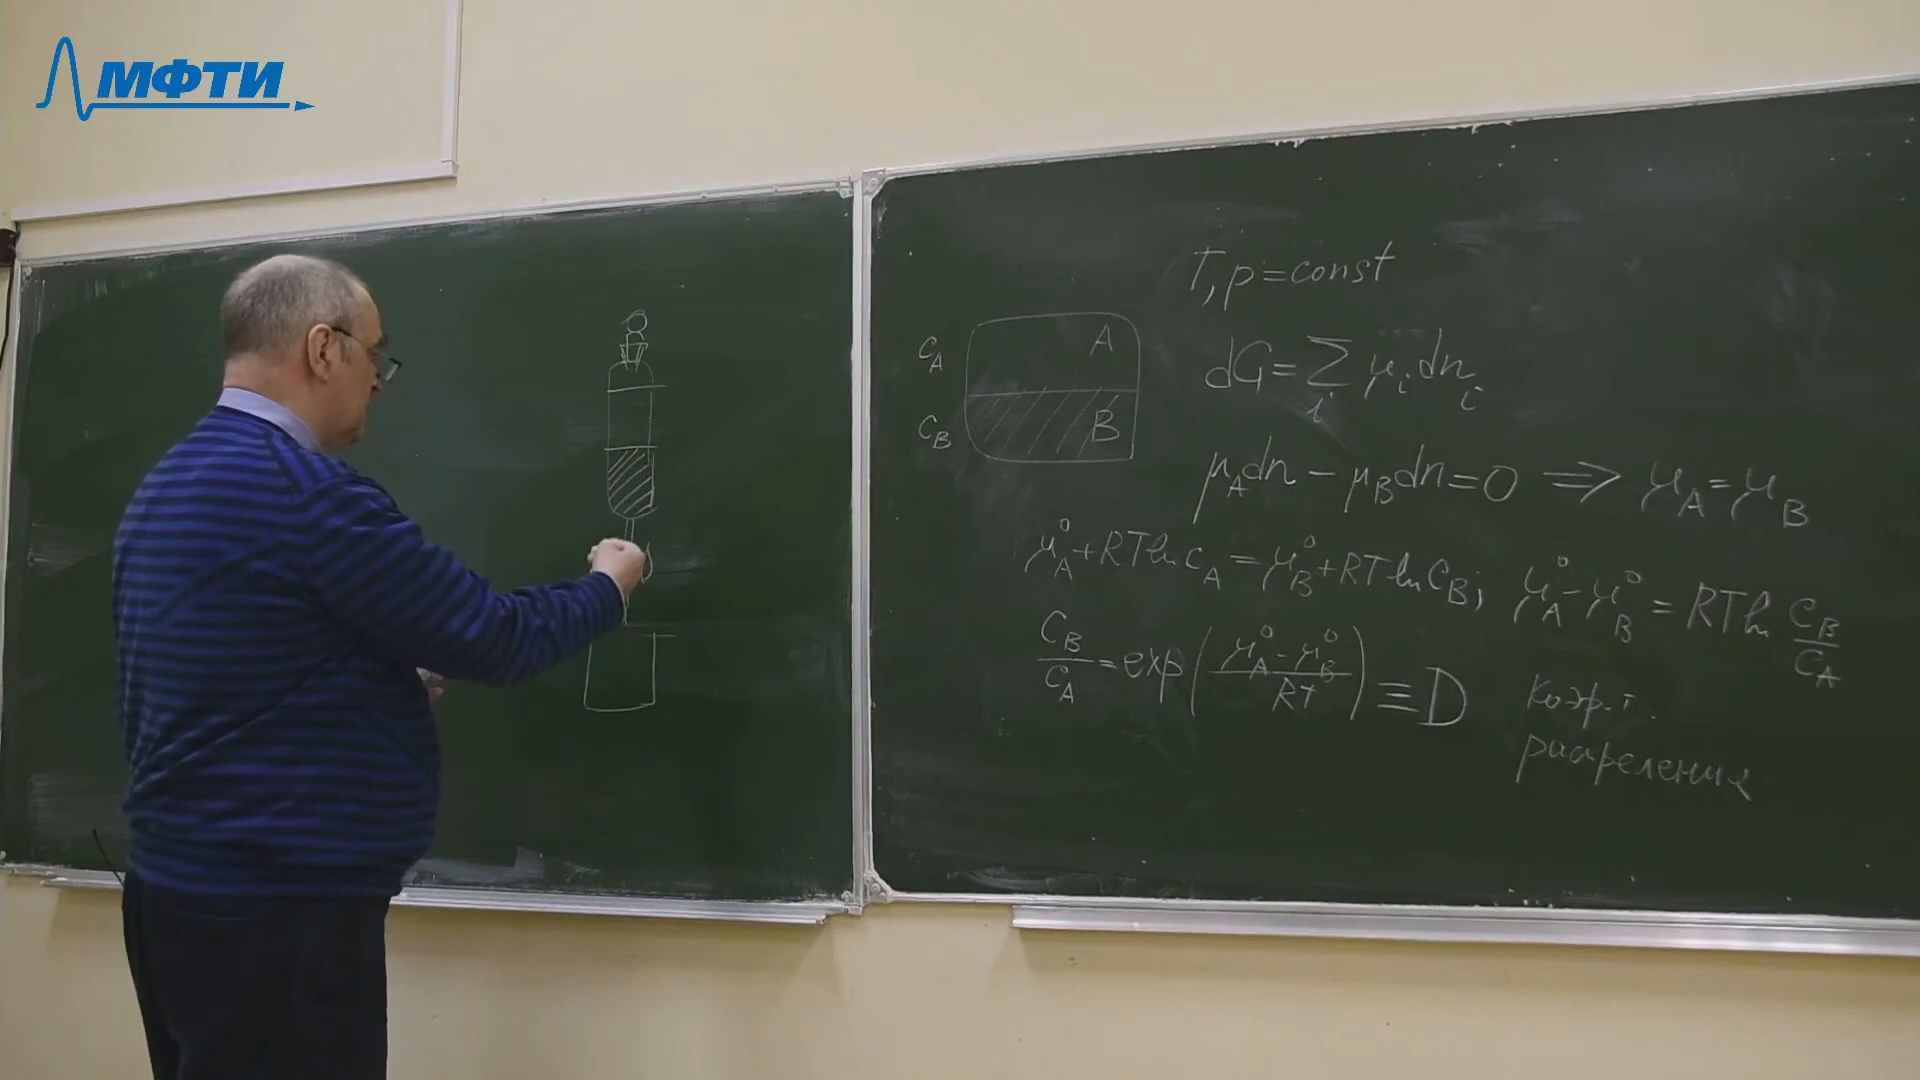 МФТИ
T, p = const
A
c_A
dG = Σ_i μ_i dn_i
c_B
B
μ_A dn − μ_B dn = 0 ⇒ μ_A = μ_B
μ_A^0 + RT ln c_A = μ_B^0 + RT ln c_B; μ_A^0 − μ_B^0 = RT ln c_B/c_A
c_B/c_A = exp((μ_A^0 − μ_B^0)/RT) ≡ D
коэф-т.